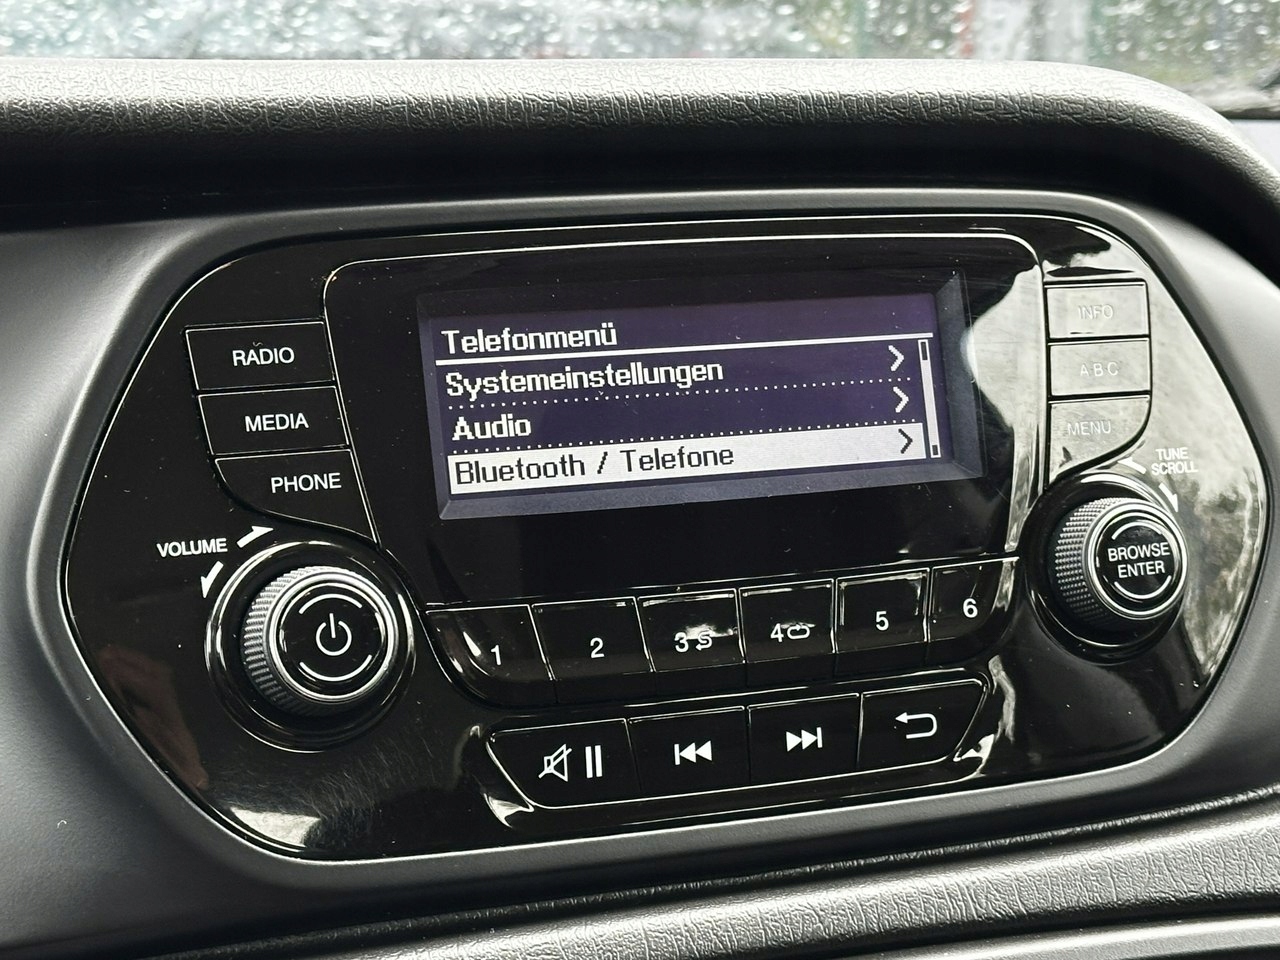 Telefonmenü
Systemeinstellungen
Audio
Bluetooth / Telefone
RADIO
MEDIA
PHONE
VOLUME
INFO
ABC
MENU
TUNE
SCROLL
BROWSE
ENTER
1
2
3
4
5
6